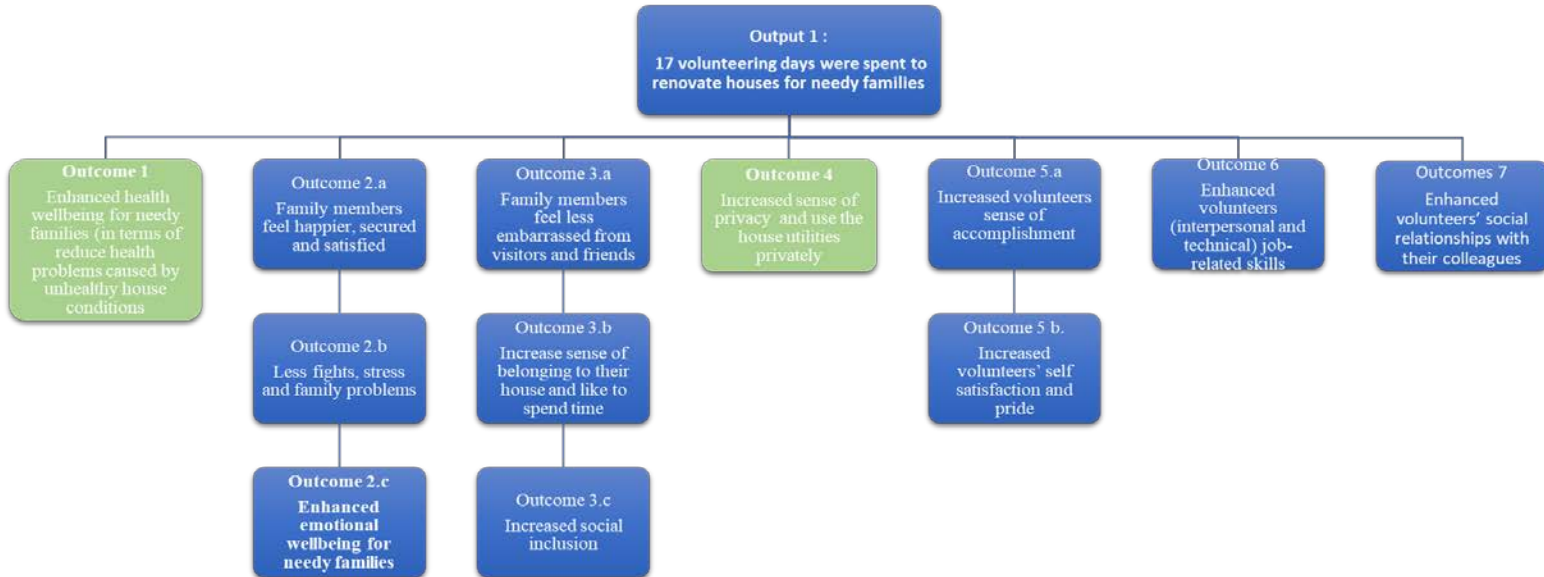 Output 1 :
17 volunteering days were spent to
renovate houses for needy families
Outcome 1
Enhanced health
wellbeing for needy
families (in terms of
reduce health
problems caused by
unhealthy house
conditions
Outcome 2.a
Family members
feel happier, secured
and satisfied
Outcome 2.b
Less fights, stress
and family problems
Outcome 2.c
Enhanced
emotional
wellbeing for
needy families
Outcome 3.a
Family members
feel less
embarrassed from
visitors and friends
Outcome 3.b
Increase sense of
belonging to their
house and like to
spend time
Outcome 3.c
Increased social
inclusion
Outcome 4
Increased sense of
privacy and use the
house utilities
privately
Outcome 5.a
Increased volunteers
sense of
accomplishment
Outcome 5 b.
Increased
volunteers’ self
satisfaction and
pride
Outcome 6
Enhanced
volunteers
(interpersonal and
technical) job-
related skills
Outcomes 7
Enhanced
volunteers’ social
relationships with
their colleagues